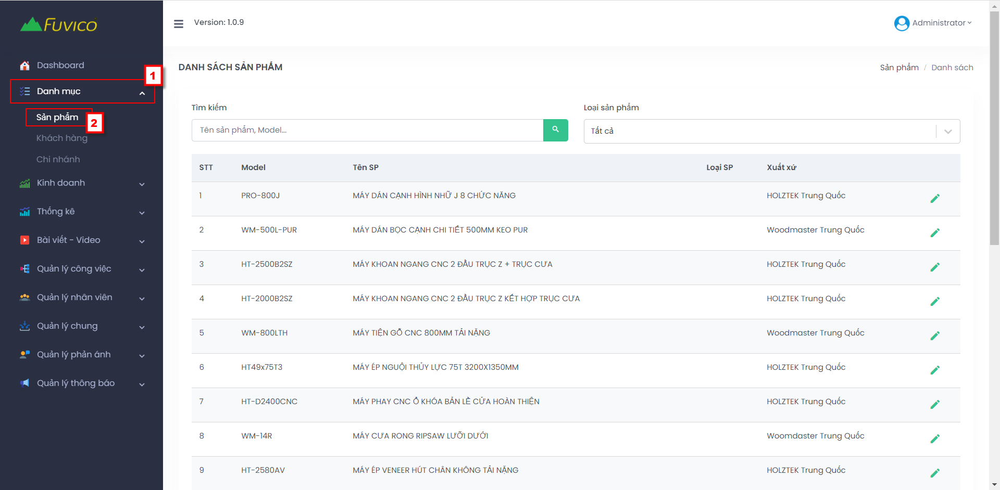 FUVICO
Version: 1.0.9
Administrator
Dashboard
1
Danh mục
Sản phẩm
2
Khách hàng
Chi nhánh
Kinh doanh
Thống kê
Bài viết - Video
Quản lý công việc
Quản lý nhân viên
Quản lý chung
Quản lý phản ánh
Quản lý thông báo
DANH SÁCH SẢN PHẨM
Sản phẩm / Danh sách
Tìm kiếm
Loại sản phẩm
Tên sản phẩm, Model...
Tất cả
STT Model Tên SP Loại SP Xuất xứ
1 PRO-800J MÁY DÁN CẠNH HÌNH NHỮ J 8 CHỨC NĂNG HOLZTEK Trung Quốc
2 WM-500L-PUR MÁY DÁN BỌC CẠNH CHI TIẾT 500MM KEO PUR Woodmaster Trung Quốc
3 HT-2500B2SZ MÁY KHOAN NGANG CNC 2 ĐẦU TRỤC Z + TRỤC CƯA HOLZTEK Trung Quốc
4 HT-2000B2SZ MÁY KHOAN NGANG CNC 2 ĐẦU TRỤC Z KẾT HỢP TRỤC CƯA HOLZTEK Trung Quốc
5 WM-800LTH MÁY TIỆN GỖ CNC 800MM TẢI NẶNG Woodmaster Trung Quốc
6 HT49x75T3 MÁY ÉP NGUỘI THỦY LỰC 75T 3200X1350MM HOLZTEK Trung Quốc
7 HT-D2400CNC MÁY PHAY CNC Ổ KHÓA BẢN LỀ CỬA HOÀN THIỆN HOLZTEK Trung Quốc
8 WM-14R MÁY CƯA RONG RIPSAW LƯỠI DƯỚI Woomdaster Trung Quốc
9 HT-2580AV MÁY ÉP VENEER HÚT CHÂN KHÔNG TẢI NẶNG HOLZTEK Trung Quốc